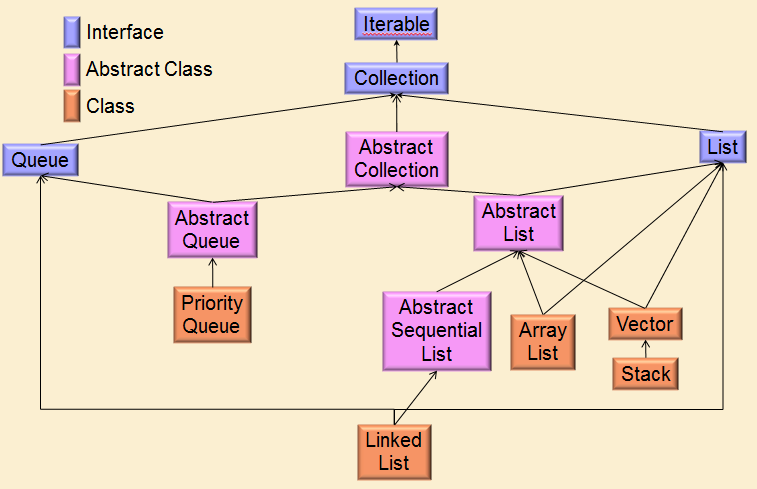 Iterable
Interface
Collection
Abstract Class
Class
Queue
Abstract
Collection
List
Abstract
Queue
Abstract
List
Priority
Queue
Abstract
Sequential
List
Array
List
Vector
Stack
Linked
List